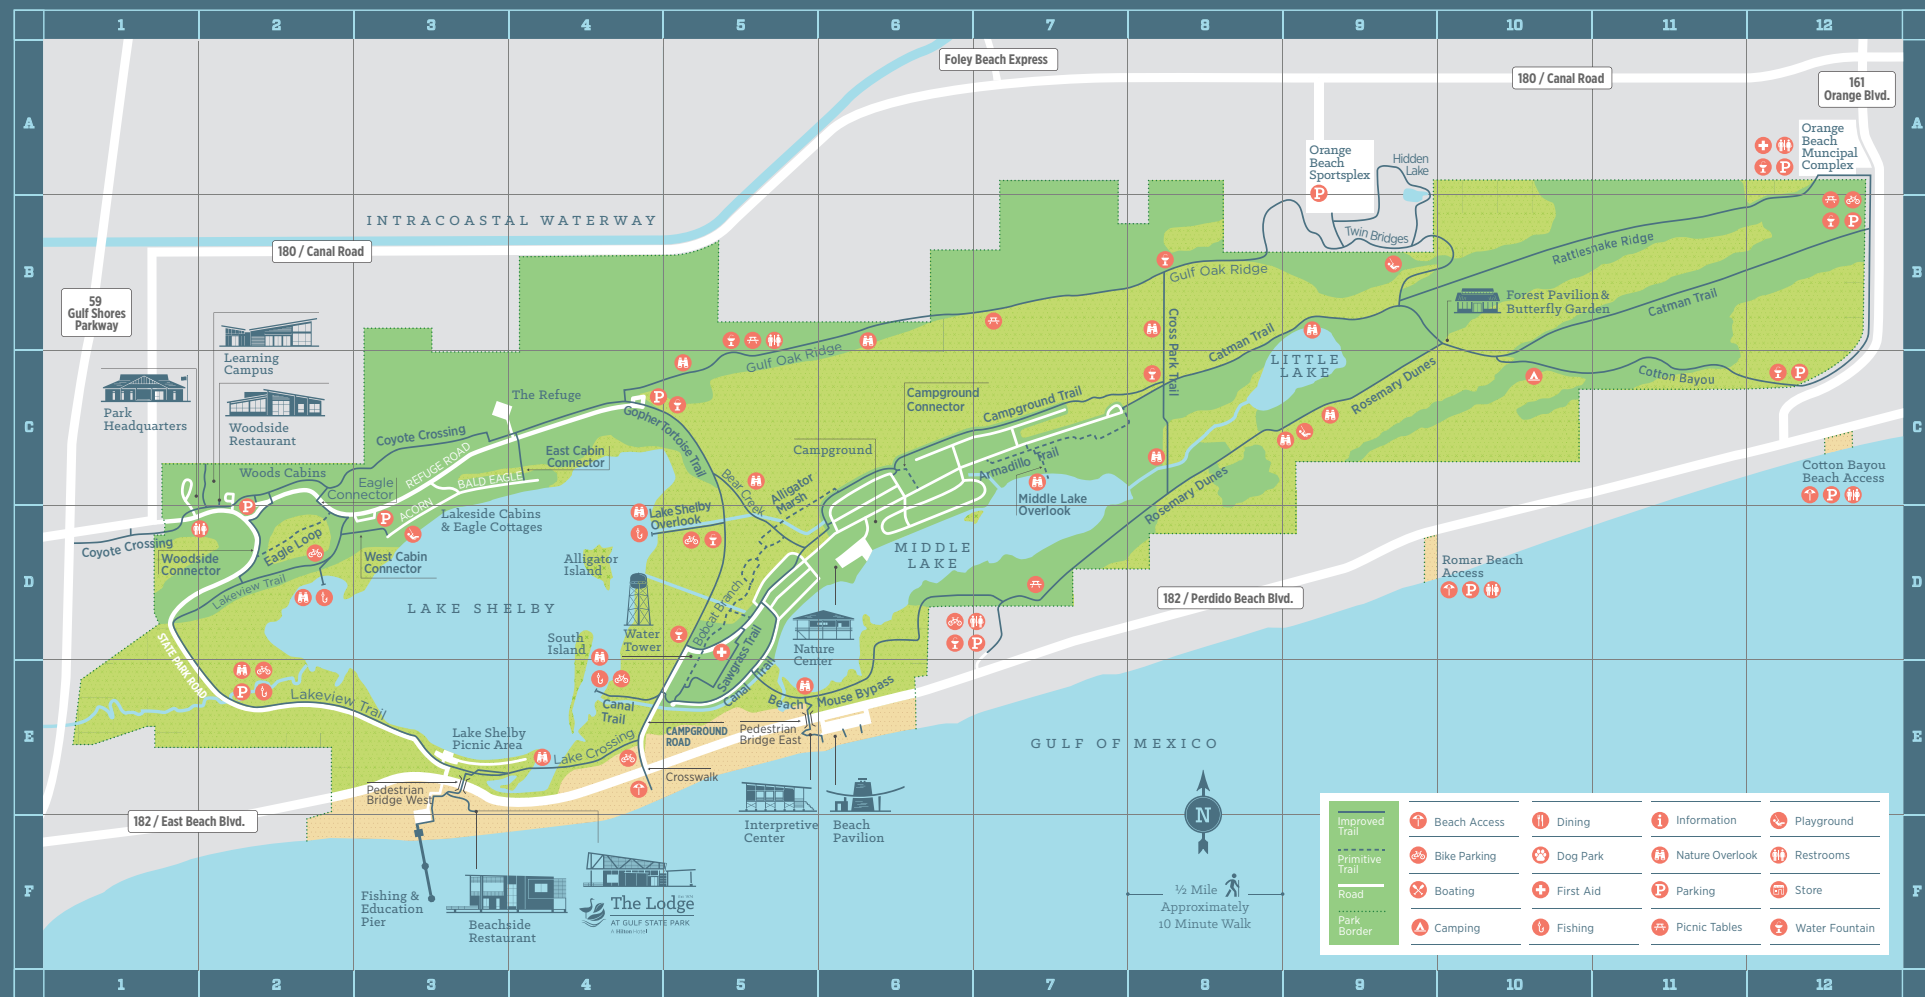 1 2 3 4 5 6 7 8 9 10 11 12
Foley Beach Express
180 / Canal Road
161
Orange Blvd.
A
A
Orange
Beach
Muncipal
Complex
Orange
Beach
Sportsplex
Hidden
Lake
INTRACOASTAL WATERWAY
Twin Bridges
180 / Canal Road
Rattlesnake Ridge
B
B
Gulf Oak Ridge
59
Gulf Shores
Parkway
Forest Pavilion &
Butterfly Garden
Catman Trail
Cross Park Trail
Catman Trail
Learning
Campus
Gulf Oak Ridge
LITTLE
LAKE
Rosemary Dunes
Cotton Bayou
The Refuge
Campground
Connector
Campground Trail
Park
Headquarters
Woodside
Restaurant
Gopher Tortoise Trail
C
C
Coyote Crossing
REFUGE ROAD
East Cabin
Connector
Campground
Armadillo Trail
Woods Cabins
Eagle
Connector
BALD EAGLE
ACORN
Bear Creek
Alligator
Marsh
Middle Lake
Overlook
Rosemary Dunes
Cotton Bayou
Beach Access
Lakeside Cabins
& Eagle Cottages
Lake Shelby
Overlook
Coyote Crossing
Woodside
Connector
Eagle Loop
West Cabin
Connector
Alligator
Island
MIDDLE
LAKE
Romar Beach
Access
D
D
Lakeview Trail
LAKE SHELBY
182 / Perdido Beach Blvd.
Bobcat Branch
South
Island
Water
Tower
Nature
Center
STATE PARK ROAD
Sawgrass Trail
Canal Trail
Lakeview Trail
Canal
Trail
Beach Mouse Bypass
E
E
Lake Shelby
Picnic Area
Lake Crossing
CAMPGROUND
ROAD
Pedestrian
Bridge East
GULF OF MEXICO
Crosswalk
Pedestrian
Bridge West
182 / East Beach Blvd.
Interpretive
Center
Beach
Pavilion
N
Improved
Trail
Primitive
Trail
Road
Park
Border
Beach Access
Dining
Information
Playground
Bike Parking
Dog Park
Nature Overlook
Restrooms
Boating
First Aid
Parking
Store
Camping
Fishing
Picnic Tables
Water Fountain
F
F
½ Mile
Approximately
10 Minute Walk
Fishing &
Education
Pier
Beachside
Restaurant
The Lodge
AT GULF STATE PARK
1 2 3 4 5 6 7 8 9 10 11 12